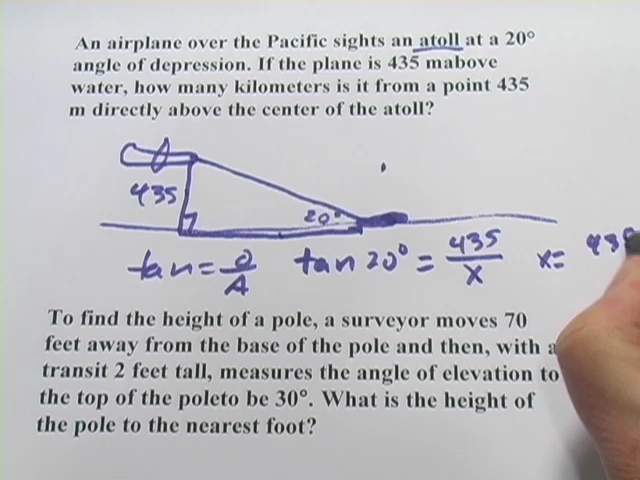 An airplane over the Pacific sights an atoll at a 20°
angle of depression. If the plane is 435 mabove
water, how many kilometers is it from a point 435
m directly above the center of the atoll?
435
20°
tan = O/A tan 20° = 435/x x= 435
To find the height of a pole, a surveyor moves 70
feet away from the base of the pole and then, with a
transit 2 feet tall, measures the angle of elevation to
the top of the poleto be 30°. What is the height of
the pole to the nearest foot?